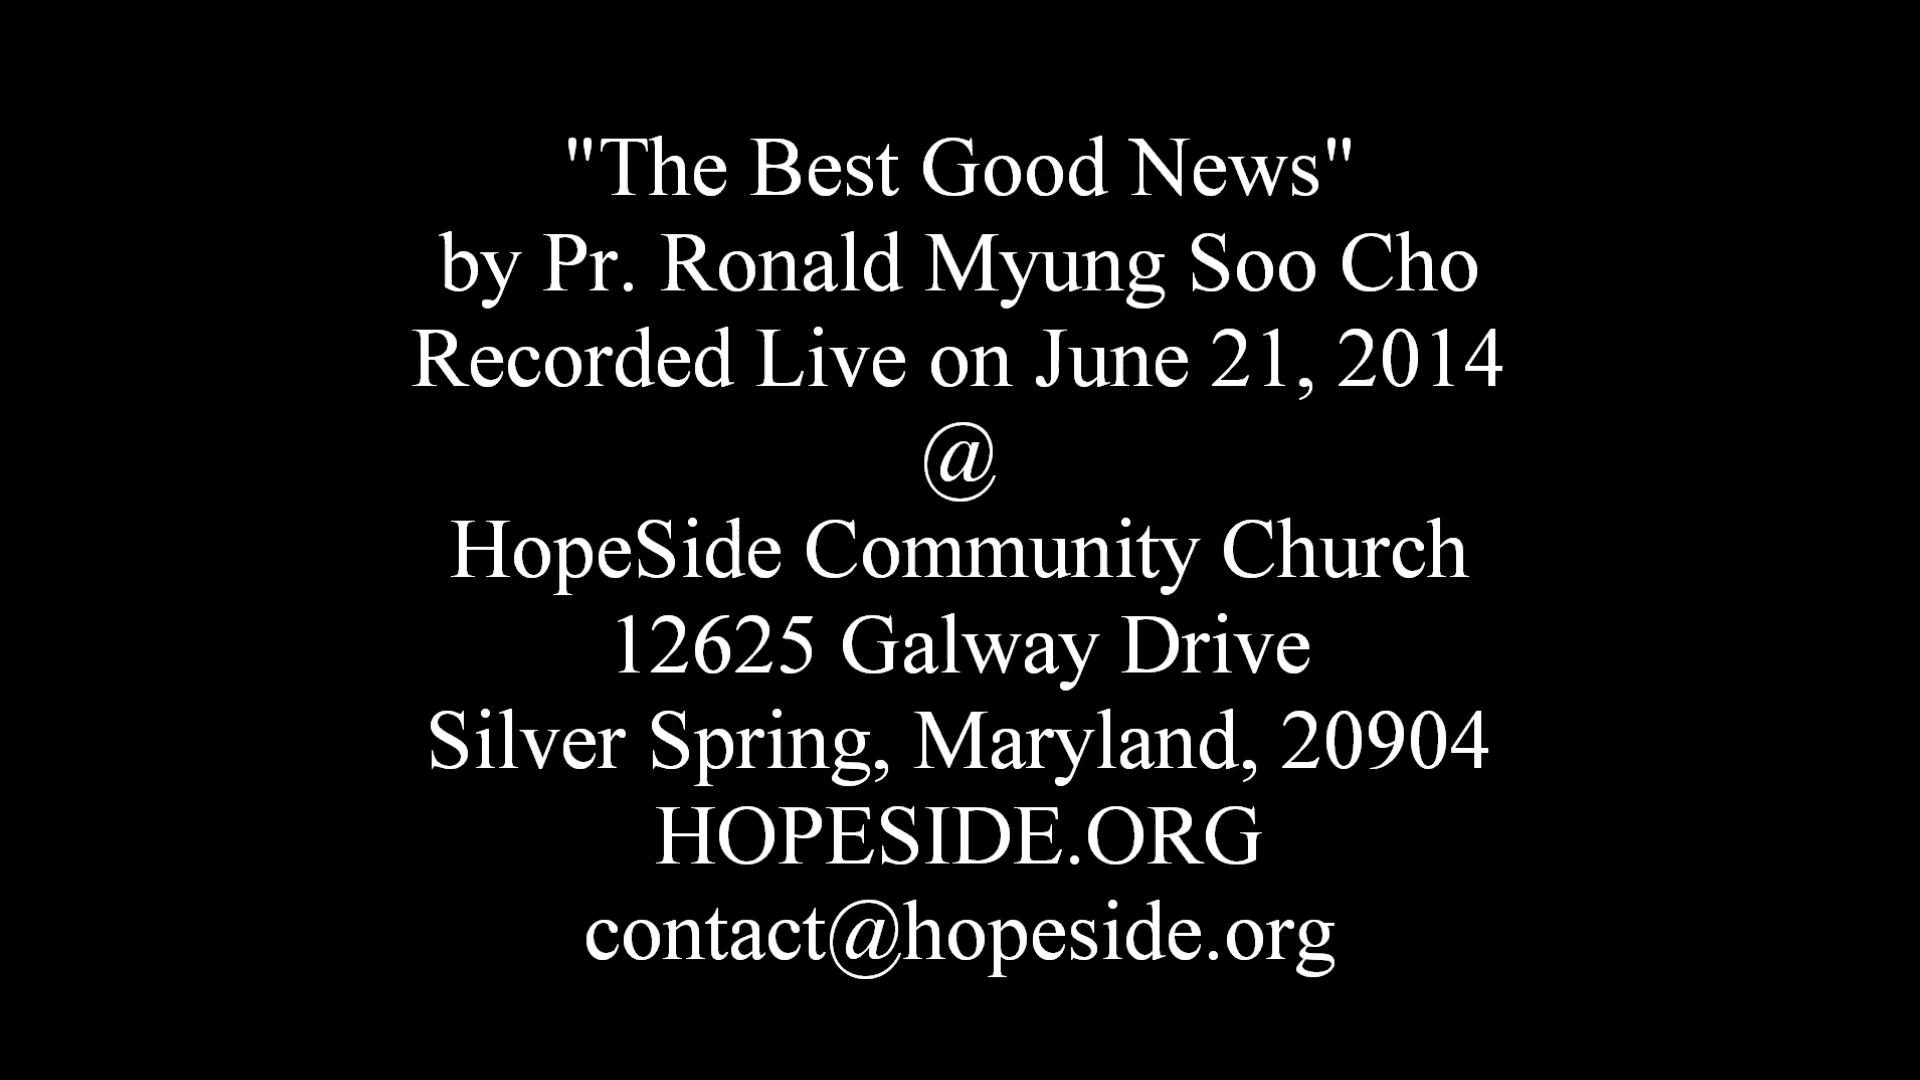 "The Best Good News"
by Pr. Ronald Myung Soo Cho
Recorded Live on June 21, 2014
@
HopeSide Community Church
12625 Galway Drive
Silver Spring, Maryland, 20904
HOPESIDE.ORG
contact@hopeside.org